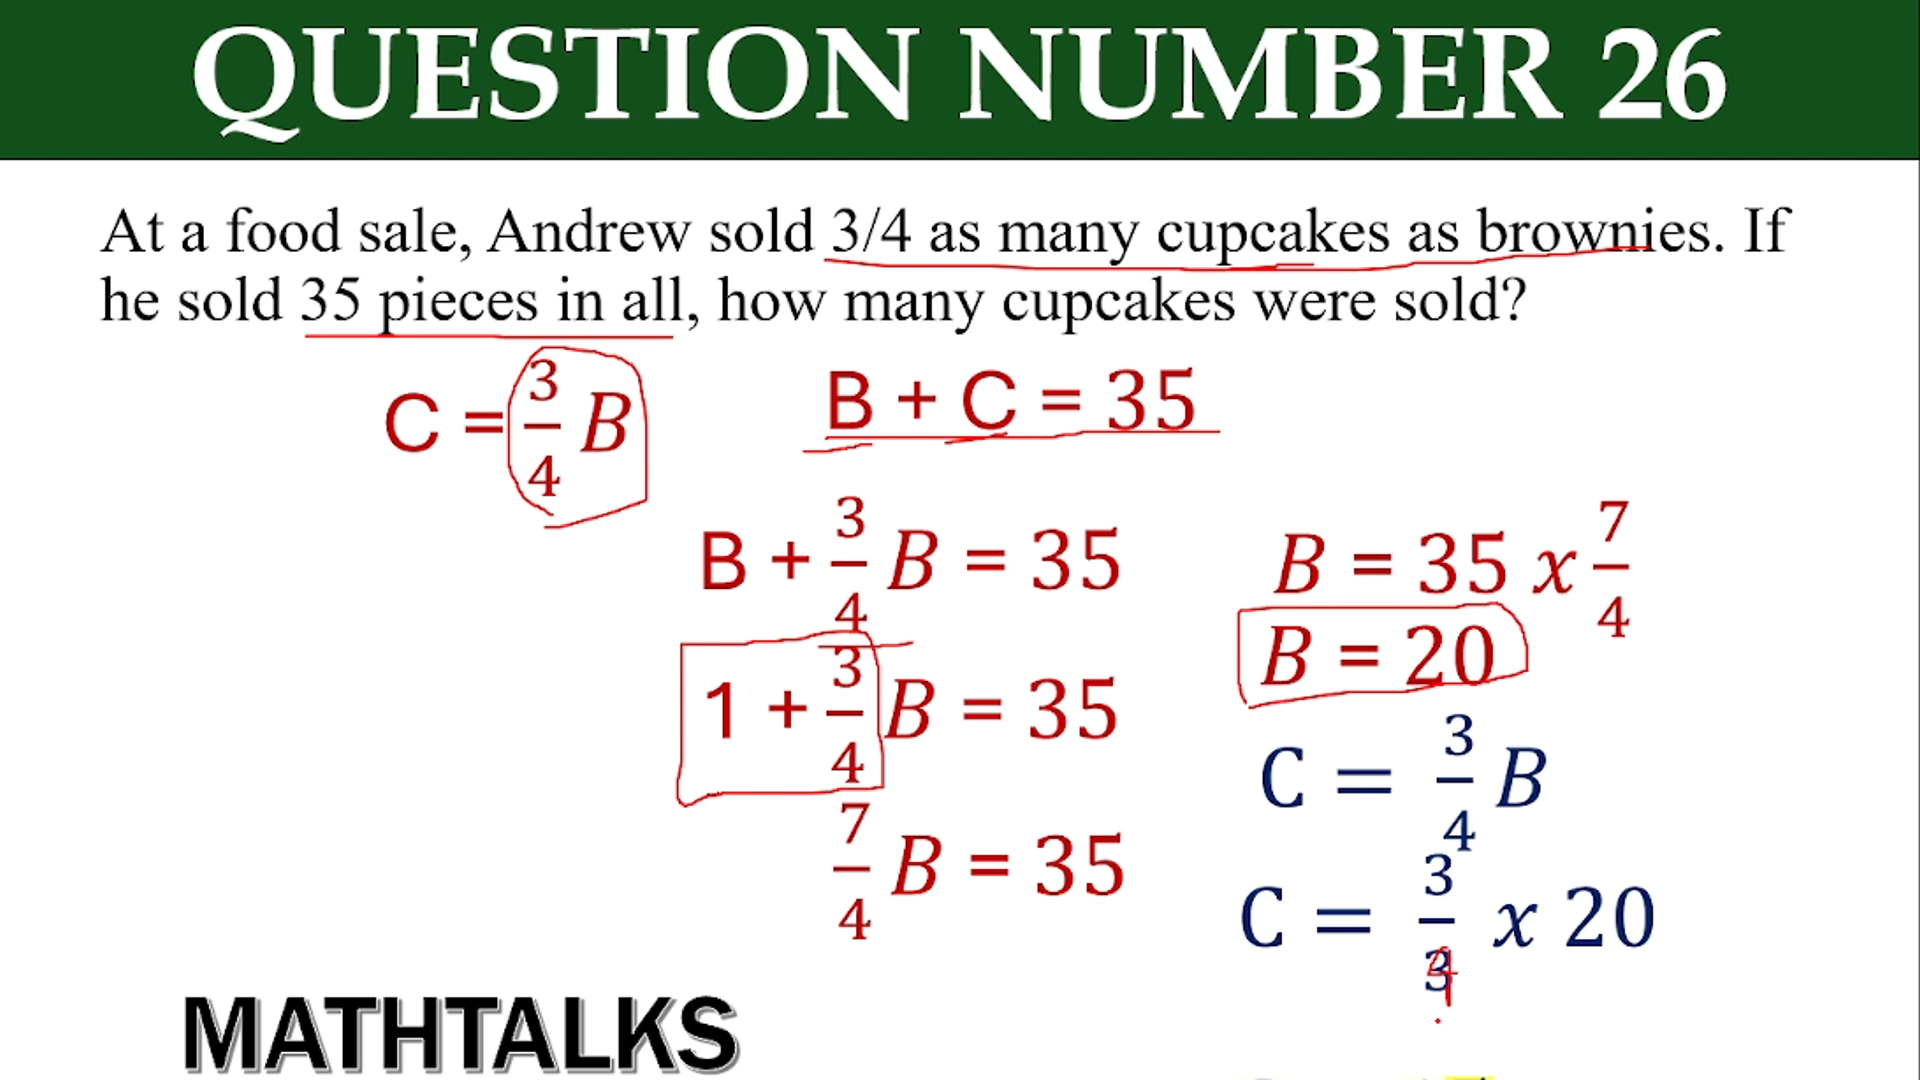 QUESTION NUMBER 26
At a food sale, Andrew sold 3/4 as many cupcakes as brownies. If
he sold 35 pieces in all, how many cupcakes were sold?
C = 3/4 B
B + C = 35
B + 3/4 B = 35
1 + 3/4 B = 35
7/4 B = 35
B = 35 x 7/4
B = 20
C = 3/4 B
C = 3/4 x 20
MATHTALKS